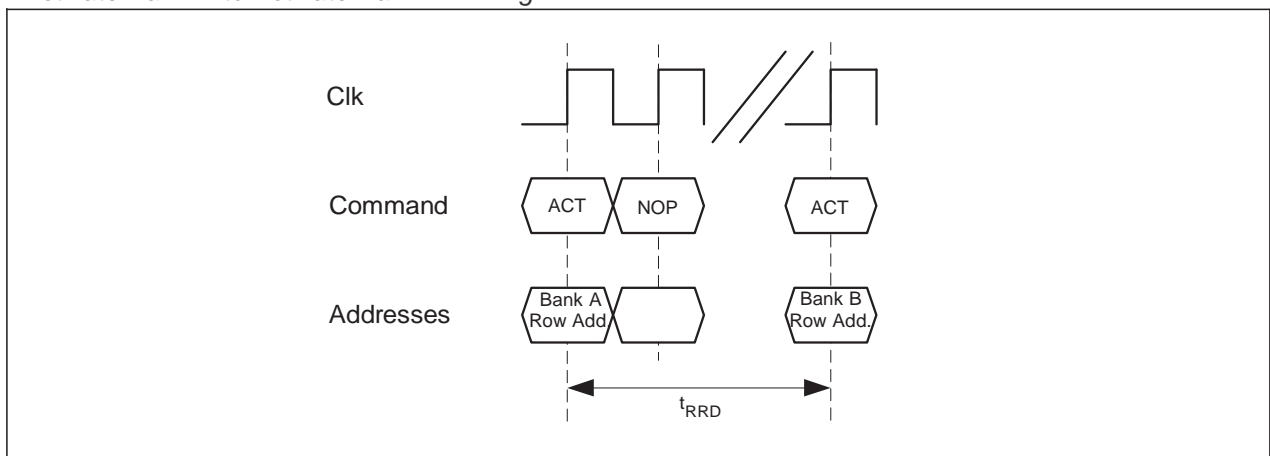 Clk
Command
ACT
NOP
ACT
Addresses
Bank A
Row Add
Bank B
Row Add.
tRRD